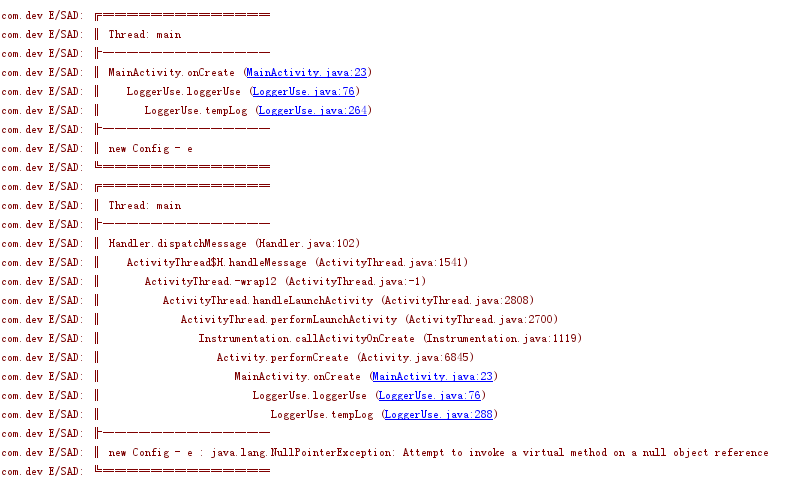 com.dev E/SAD: ╔══════════════════
com.dev E/SAD: ║ Thread: main
com.dev E/SAD: ╟──────────────────
com.dev E/SAD: ║ MainActivity.onCreate (MainActivity.java:23)
com.dev E/SAD: ║    LoggerUse.loggerUse (LoggerUse.java:76)
com.dev E/SAD: ║       LoggerUse.tempLog (LoggerUse.java:264)
com.dev E/SAD: ╟──────────────────
com.dev E/SAD: ║ new Config - e
com.dev E/SAD: ╚══════════════════
com.dev E/SAD: ╔══════════════════
com.dev E/SAD: ║ Thread: main
com.dev E/SAD: ╟──────────────────
com.dev E/SAD: ║ Handler.dispatchMessage (Handler.java:102)
com.dev E/SAD: ║    ActivityThread$H.handleMessage (ActivityThread.java:1541)
com.dev E/SAD: ║       ActivityThread.-wrap12 (ActivityThread.java:-1)
com.dev E/SAD: ║          ActivityThread.handleLaunchActivity (ActivityThread.java:2808)
com.dev E/SAD: ║             ActivityThread.performLaunchActivity (ActivityThread.java:2700)
com.dev E/SAD: ║                Instrumentation.callActivityOnCreate (Instrumentation.java:1119)
com.dev E/SAD: ║                   Activity.performCreate (Activity.java:6845)
com.dev E/SAD: ║                      MainActivity.onCreate (MainActivity.java:23)
com.dev E/SAD: ║                         LoggerUse.loggerUse (LoggerUse.java:76)
com.dev E/SAD: ║                            LoggerUse.tempLog (LoggerUse.java:288)
com.dev E/SAD: ╟──────────────────
com.dev E/SAD: ║ new Config - e : java.lang.NullPointerException: Attempt to invoke a virtual method on a null object reference
com.dev E/SAD: ╚══════════════════